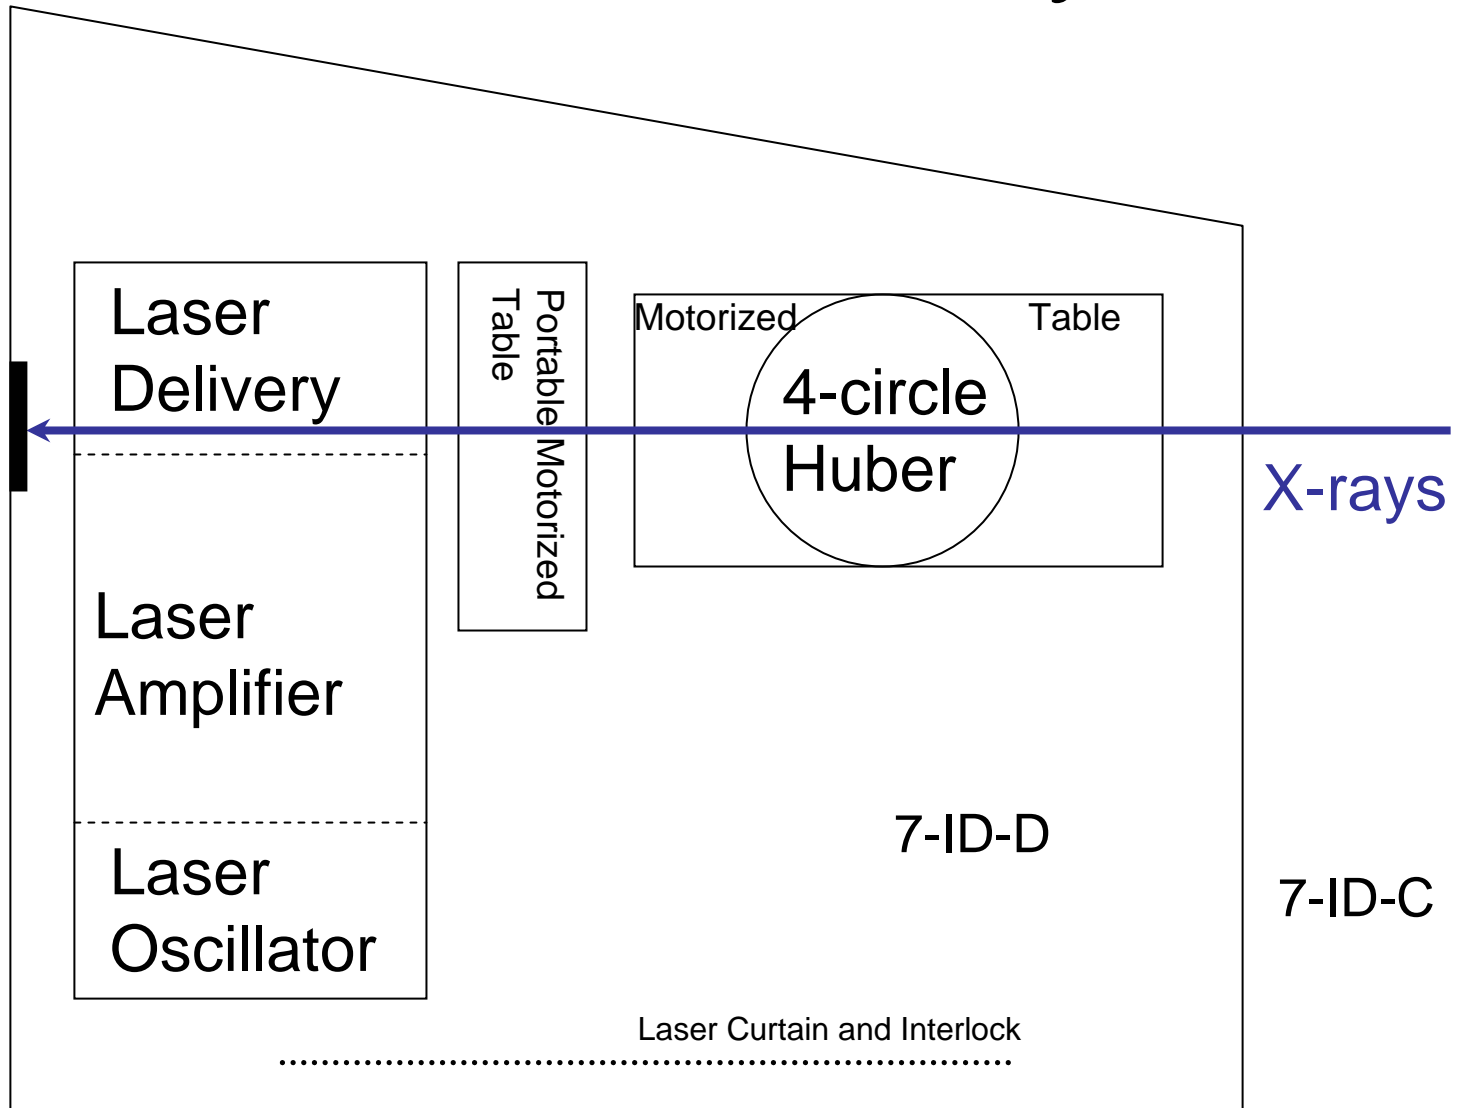 Laser
Delivery
Portable Motorized
Table
Motorized
Table
4-circle
Huber
X-rays
Laser
Amplifier
7-ID-D
Laser
Oscillator
7-ID-C
Laser Curtain and Interlock